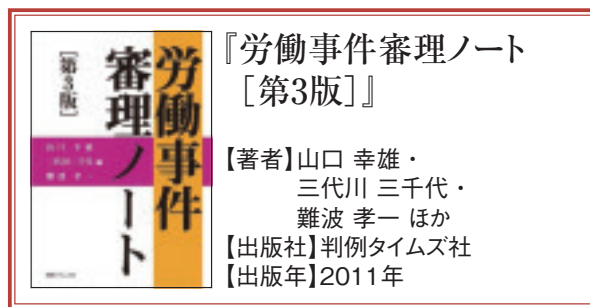 労働事件
審理ノート
[第3版]
『労働事件審理ノート
［第3版］』
【著者】山口 幸雄・
三代川 三千代・
難波 孝一 ほか
【出版社】判例タイムズ社
【出版年】2011年